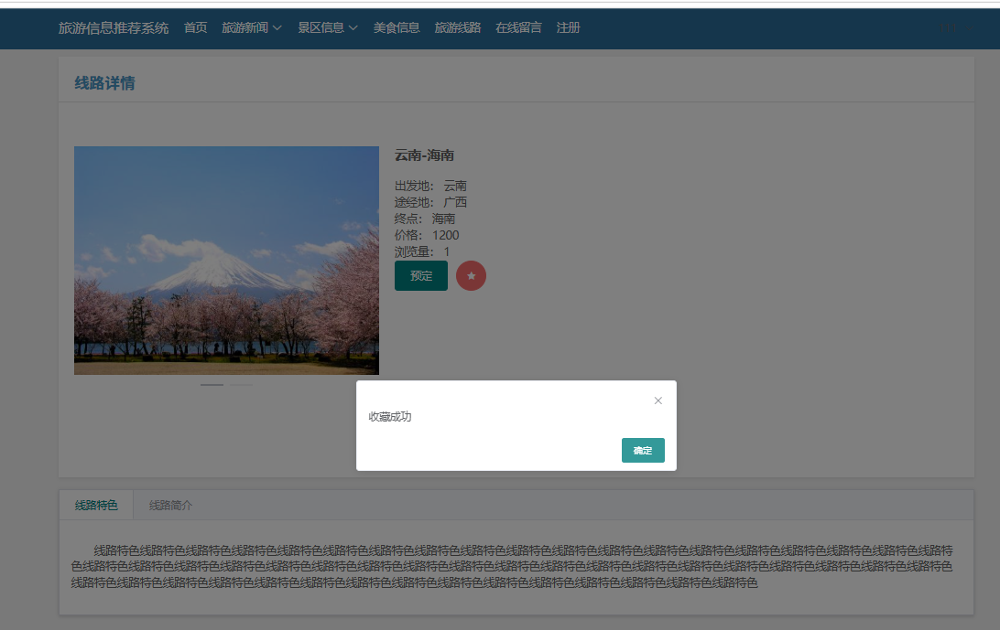 旅游信息推荐系统 首页 旅游新闻 景区信息 美食信息 旅游线路 在线留言 注册
线路详情
云南-海南
出发地： 云南
途经地： 广西
终点： 海南
价格： 1200
浏览量： 1
预定
收藏成功
确定
线路特色 线路简介
线路特色线路特色线路特色线路特色线路特色线路特色线路特色线路特色线路特色线路特色线路特色线路特色线路特色线路特色线路特色线路特色线路特色线路特色线路特
色线路特色线路特色线路特色线路特色线路特色线路特色线路特色线路特色线路特色线路特色线路特色线路特色线路特色线路特色线路特色线路特色线路特色线路特色线路特色
线路特色线路特色线路特色线路特色线路特色线路特色线路特色线路特色线路特色线路特色线路特色线路特色线路特色线路特色线路特色